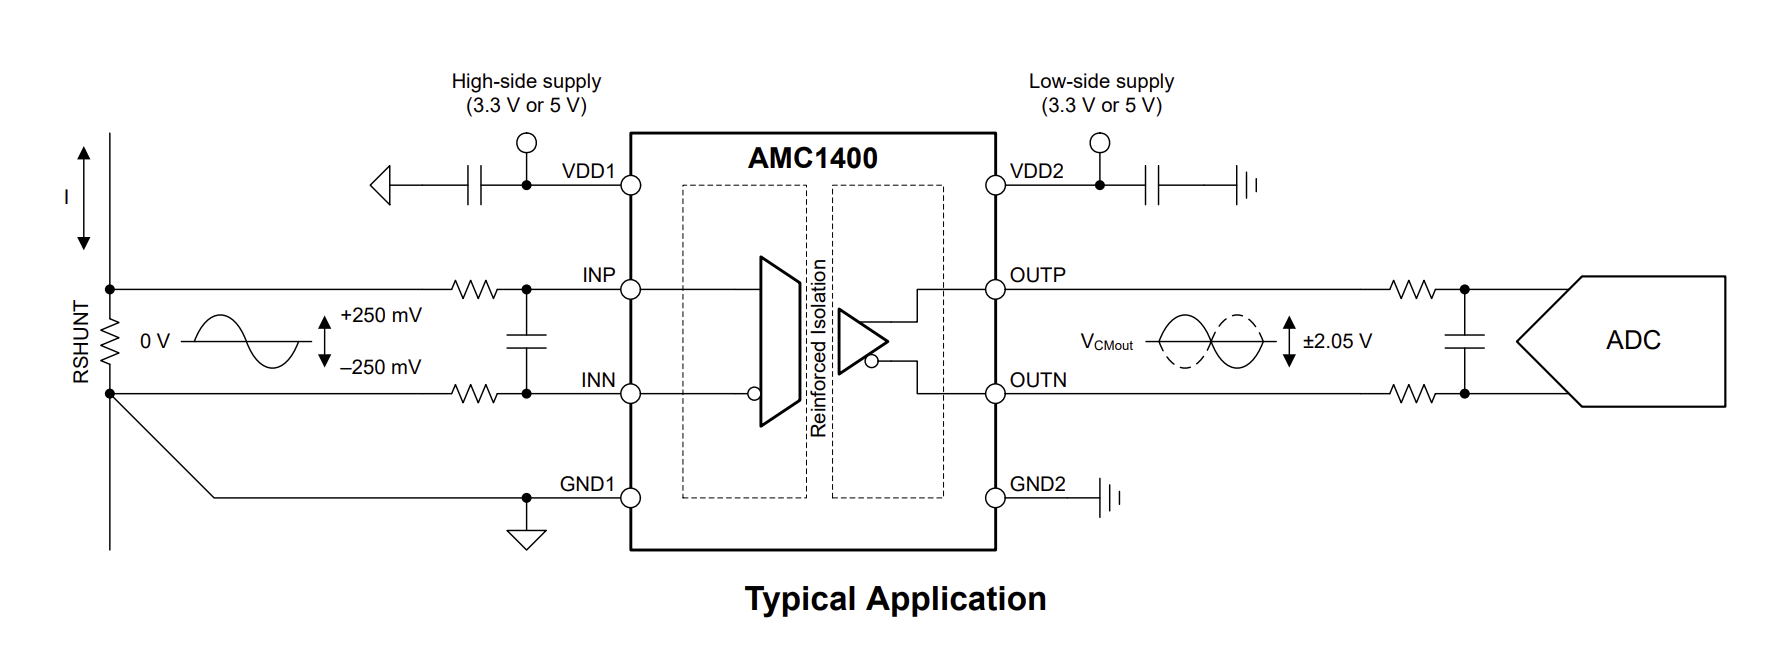 High-side supply
(3.3 V or 5 V)
Low-side supply
(3.3 V or 5 V)
AMC1400
VDD1
VDD2
I
INP
OUTP
RSHUNT
0 V
+250 mV
–250 mV
Reinforced Isolation
VCMout
±2.05 V
ADC
INN
OUTN
GND1
GND2
Typical Application